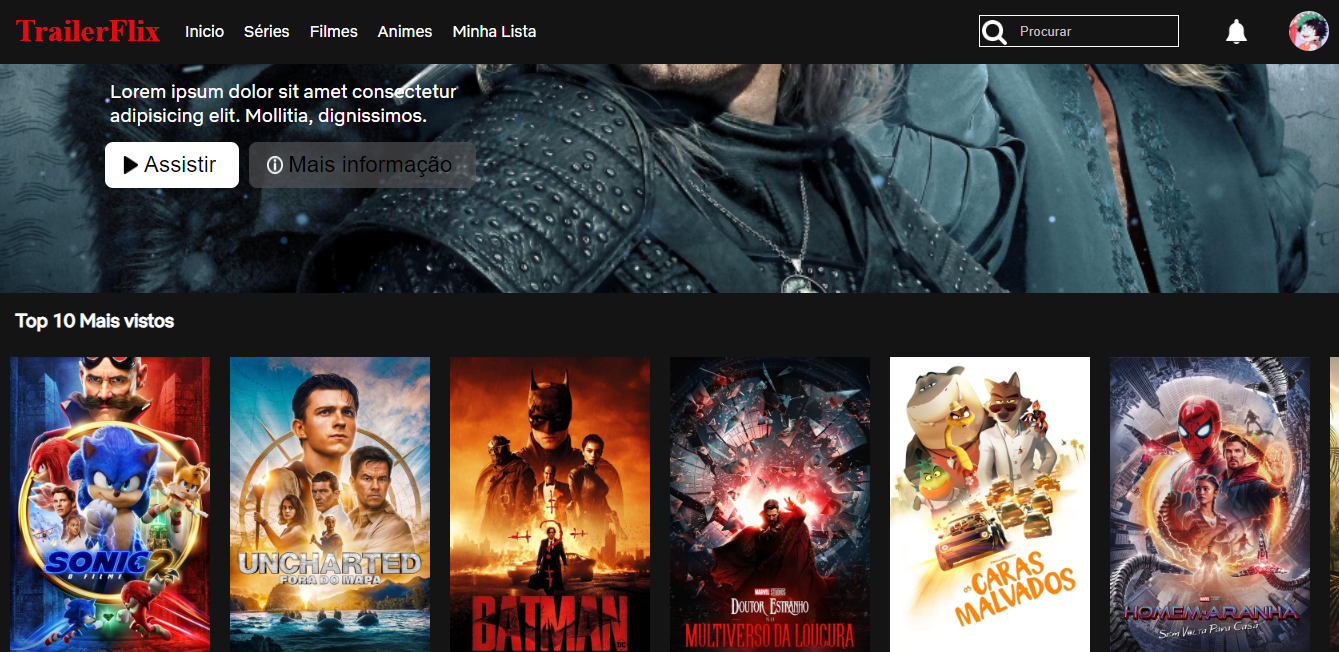 TrailerFlix Inicio Séries Filmes Animes Minha Lista Procurar
Lorem ipsum dolor sit amet consectetur
adipisicing elit. Mollitia, dignissimos.
Assistir Mais informação
Top 10 Mais vistos
SONIC 2
O FILME
UNCHARTED
FORA DO MAPA
BATMAN
DC
MARVEL STUDIOS
DOUTOR ESTRANHO
NO
MULTIVERSO DA LOUCURA
OS CARAS
MALVADOS
MARVEL
HOMEM-ARANHA
SEM VOLTA PARA CASA